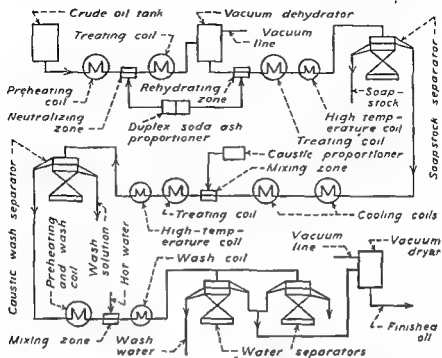 Crude oil tank
Vacuum dehydrator
Treating coil
Vacuum
line
M
M
M
M
Preheating
coil
Neutralizing
zone
Rehydrating
zone
Duplex soda ash
proportioner
Soap-
stock
High temp-
erature coil
Treating
coil
Soapstock separator
Caustic proportioner
Mixing zone
M
M
M
M
Treating coil
Cooling coils
High-temp-
erature coil
Caustic wash separator
Wash
solution
Preheating
and wash
coil
Hot water
Wash coil
M
M
Mixing zone
Wash
water
Water separators
Vacuum
line
Vacuum
dryer
Finished
oil